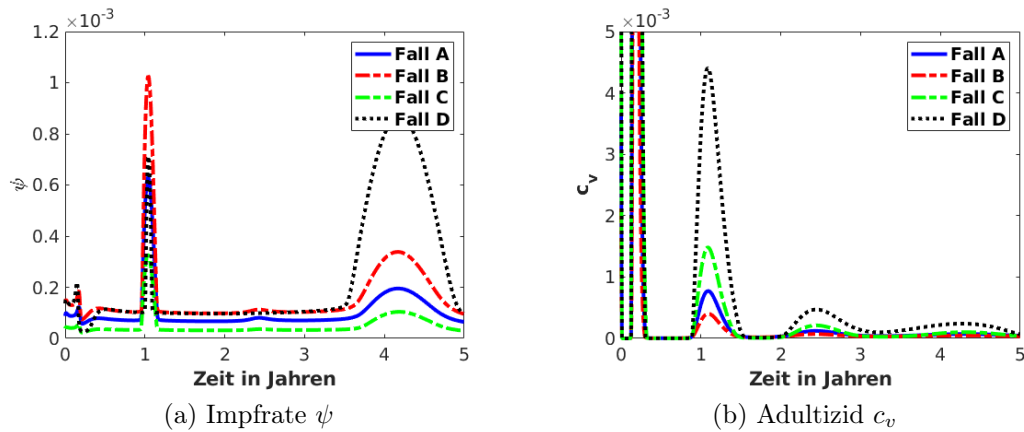 ×10⁻³
1.2
1
0.8
0.6
0.4
0.2
0
ψ
Fall A
Fall B
Fall C
Fall D
0 1 2 3 4 5
Zeit in Jahren
(a) Impfrate ψ
×10⁻³
5
4
3
2
1
0
c_v
Fall A
Fall B
Fall C
Fall D
0 1 2 3 4 5
Zeit in Jahren
(b) Adultizid c_v